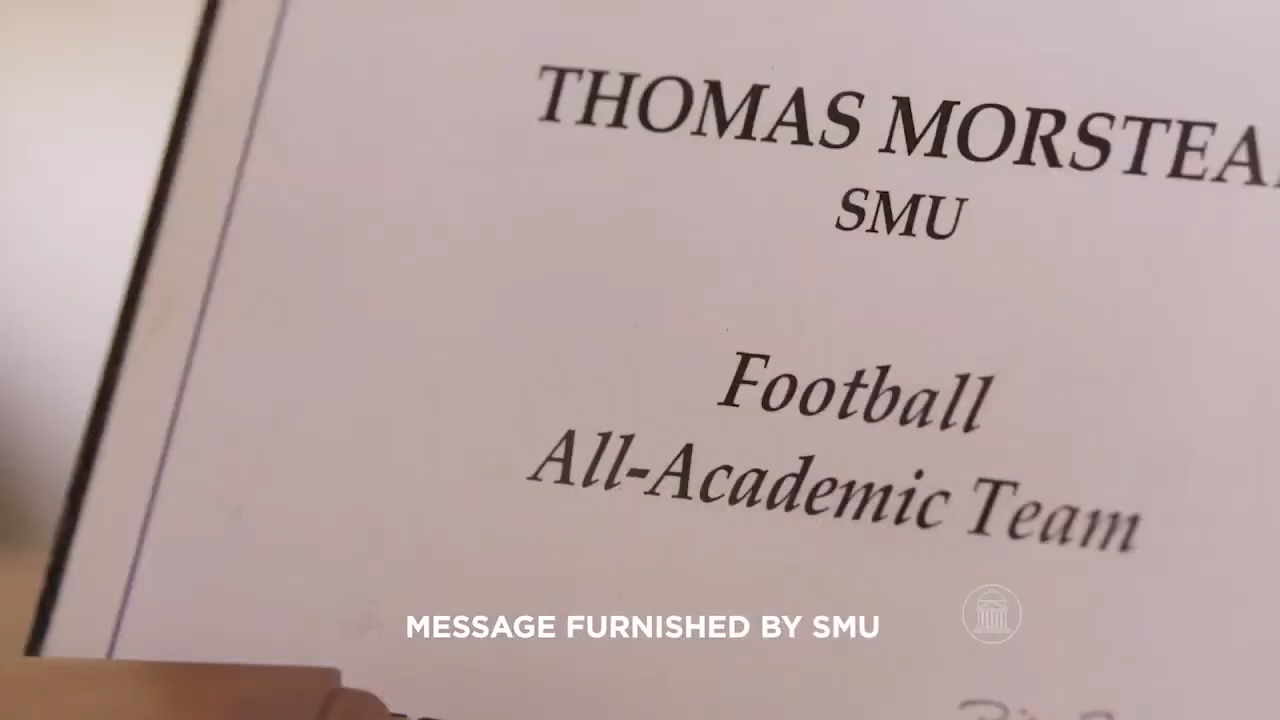 THOMAS MORSTEA
SMU
Football
All-Academic Team
MESSAGE FURNISHED BY SMU